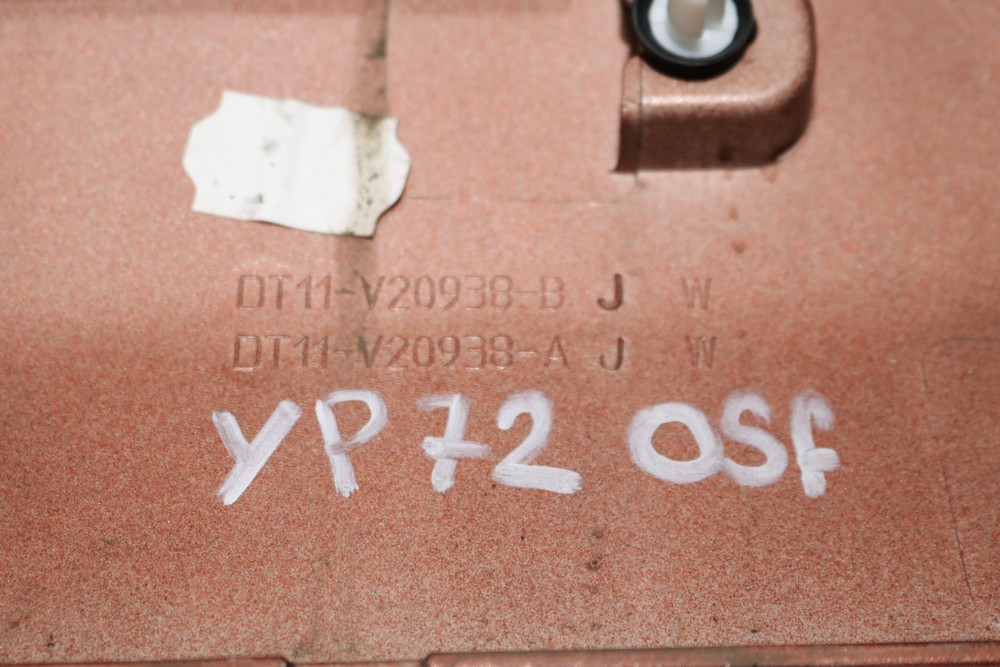 DT11-V20938-B J W
DT11-V20938-A J W
YP72 OSf